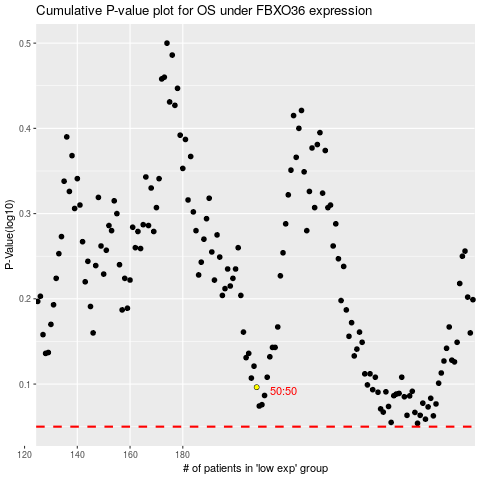 Cumulative P-value plot for OS under FBXO36 expression
0.5
0.4
0.3
0.2
0.1
P-Value(log10)
50:50
120 140 160 180
# of patients in 'low exp' group